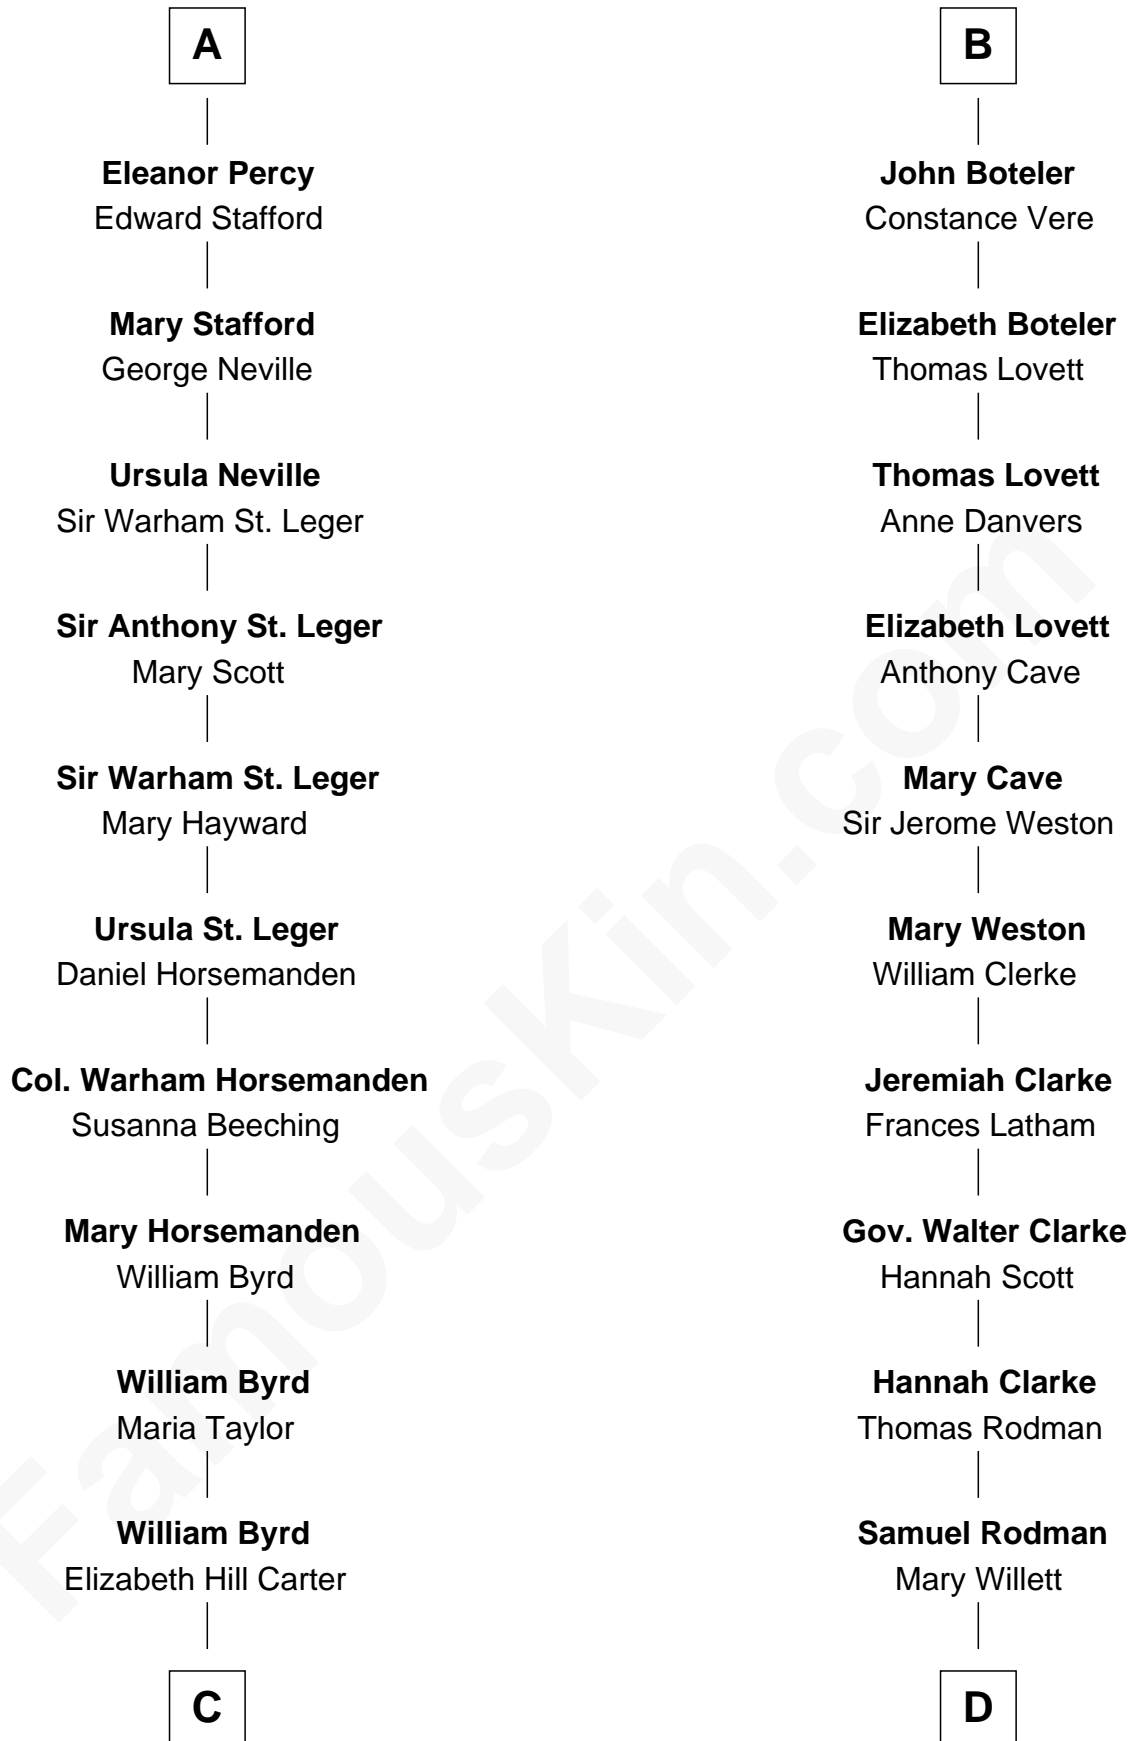 A
Eleanor Percy
Edward Stafford
Mary Stafford
George Neville
Ursula Neville
Sir Warham St. Leger
Sir Anthony St. Leger
Mary Scott
Sir Warham St. Leger
Mary Hayward
Ursula St. Leger
Daniel Horsemanden
Col. Warham Horsemanden
Susanna Beeching
Mary Horsemanden
William Byrd
William Byrd
Maria Taylor
William Byrd
Elizabeth Hill Carter
C
B
John Boteler
Constance Vere
Elizabeth Boteler
Thomas Lovett
Thomas Lovett
Anne Danvers
Elizabeth Lovett
Anthony Cave
Mary Cave
Sir Jerome Weston
Mary Weston
William Clerke
Jeremiah Clarke
Frances Latham
Gov. Walter Clarke
Hannah Scott
Hannah Clarke
Thomas Rodman
Samuel Rodman
Mary Willett
D
FamousKin.com